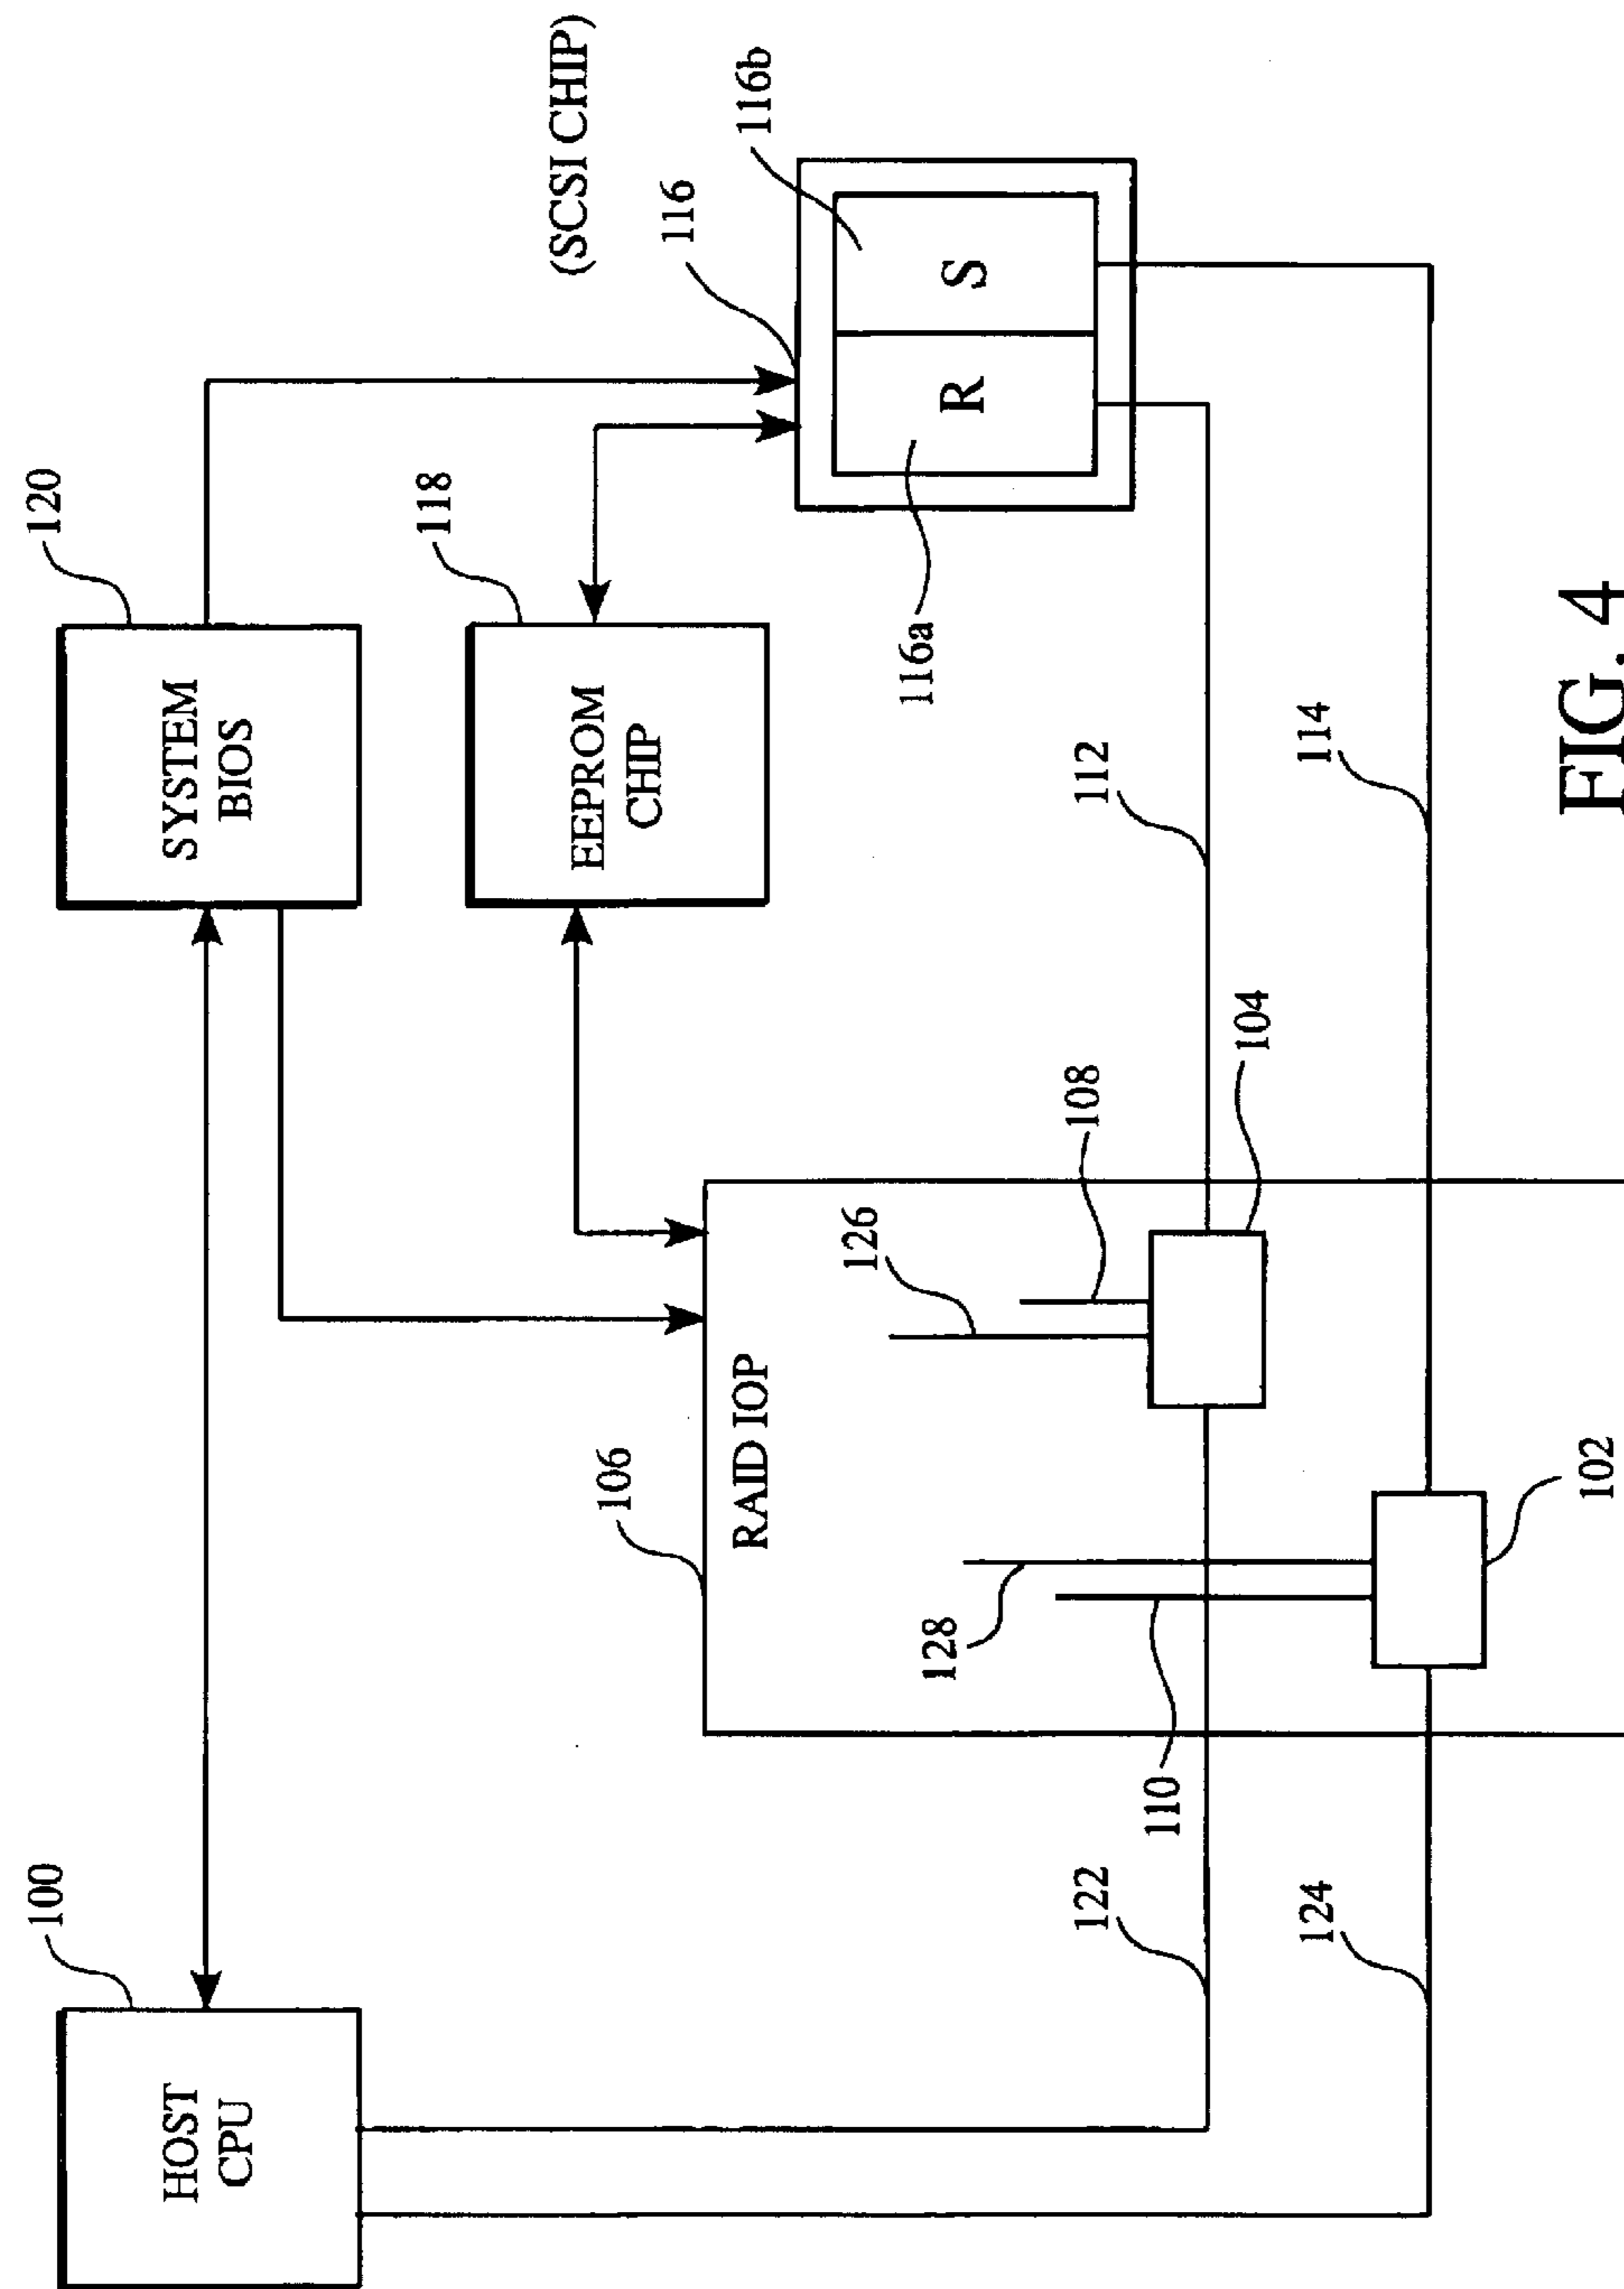 100
HOST
CPU
120
SYSTEM
BIOS
118
EEPROM
CHIP
(SCSI CHIP)
116
116b
R
S
116a
106
RAID IOP
126
108
104
112
128
110
122
102
114
124
FIG. 4